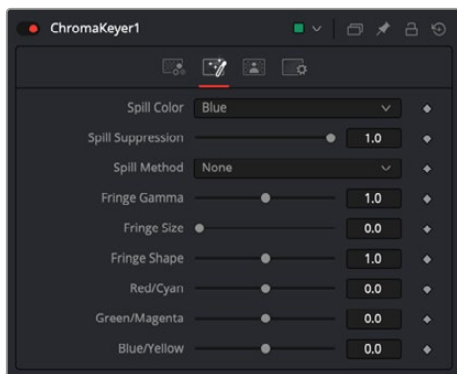 ChromaKeyer1
Spill Color Blue
Spill Suppression 1.0
Spill Method None
Fringe Gamma 1.0
Fringe Size 0.0
Fringe Shape 1.0
Red/Cyan 0.0
Green/Magenta 0.0
Blue/Yellow 0.0